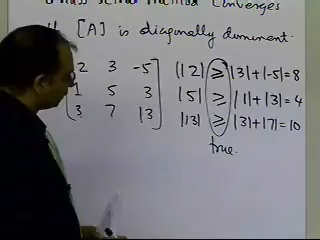 Method Converges
if [A] is diagonally dominant.
2 3 -5 |12| ≥ |3|+|-5|=8
1 5 3 |5| ≥ |1|+|3|=4
3 7 13 |13| ≥ |3|+|7|=10
true.